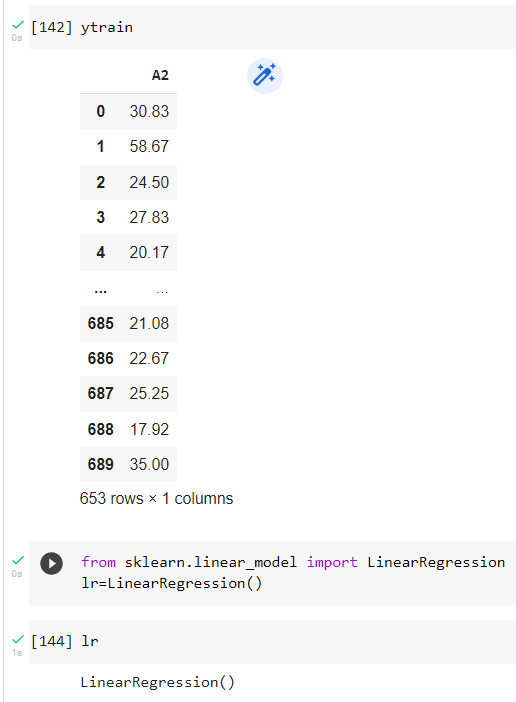 [142] ytrain
0s
A2
0 30.83
1 58.67
2 24.50
3 27.83
4 20.17
... ...
685 21.08
686 22.67
687 25.25
688 17.92
689 35.00
653 rows × 1 columns
from sklearn.linear_model import LinearRegression
0s
lr=LinearRegression()
[144] lr
1s
LinearRegression()